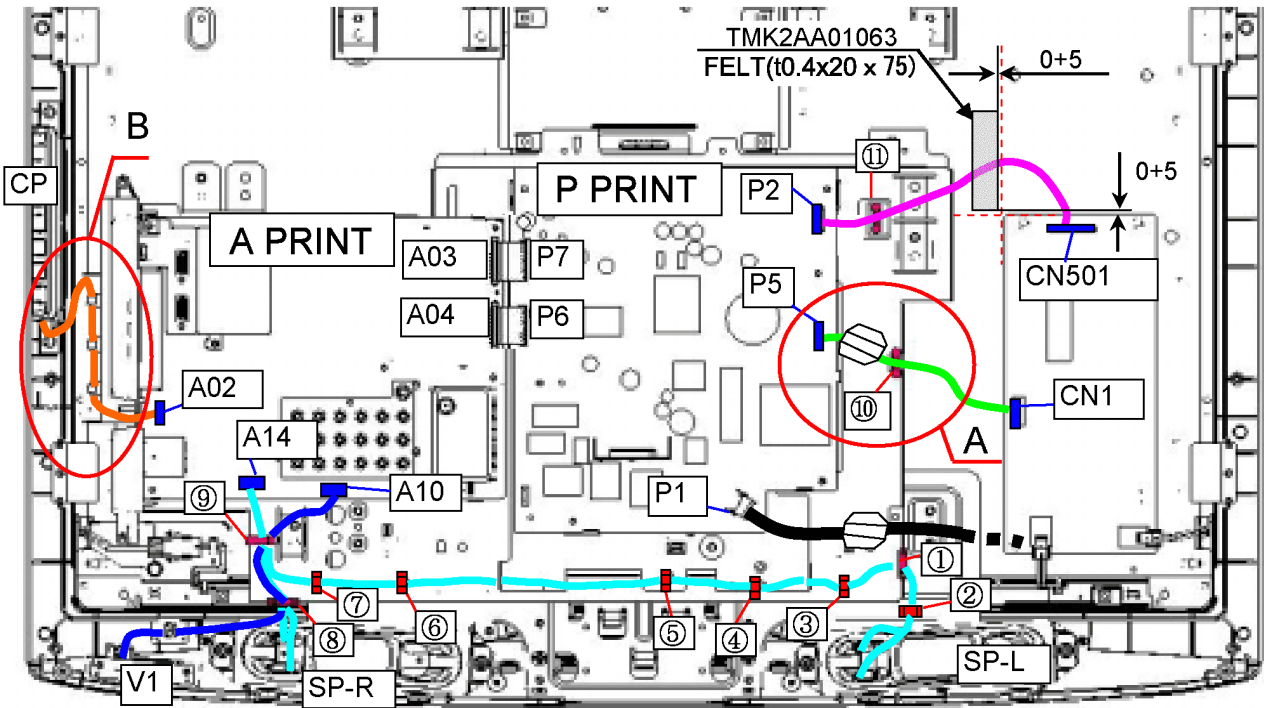 TMK2AA01063
FELT(t0.4x20 x 75)
0+5
B
⑪
CP
P PRINT
P2
0+5
A PRINT
A03
P7
CN501
P5
A04
P6
A02
⑩
CN1
A14
A
A10
P1
⑨
①
②
⑦
⑥
⑤
④
③
⑧
SP-L
V1
SP-R